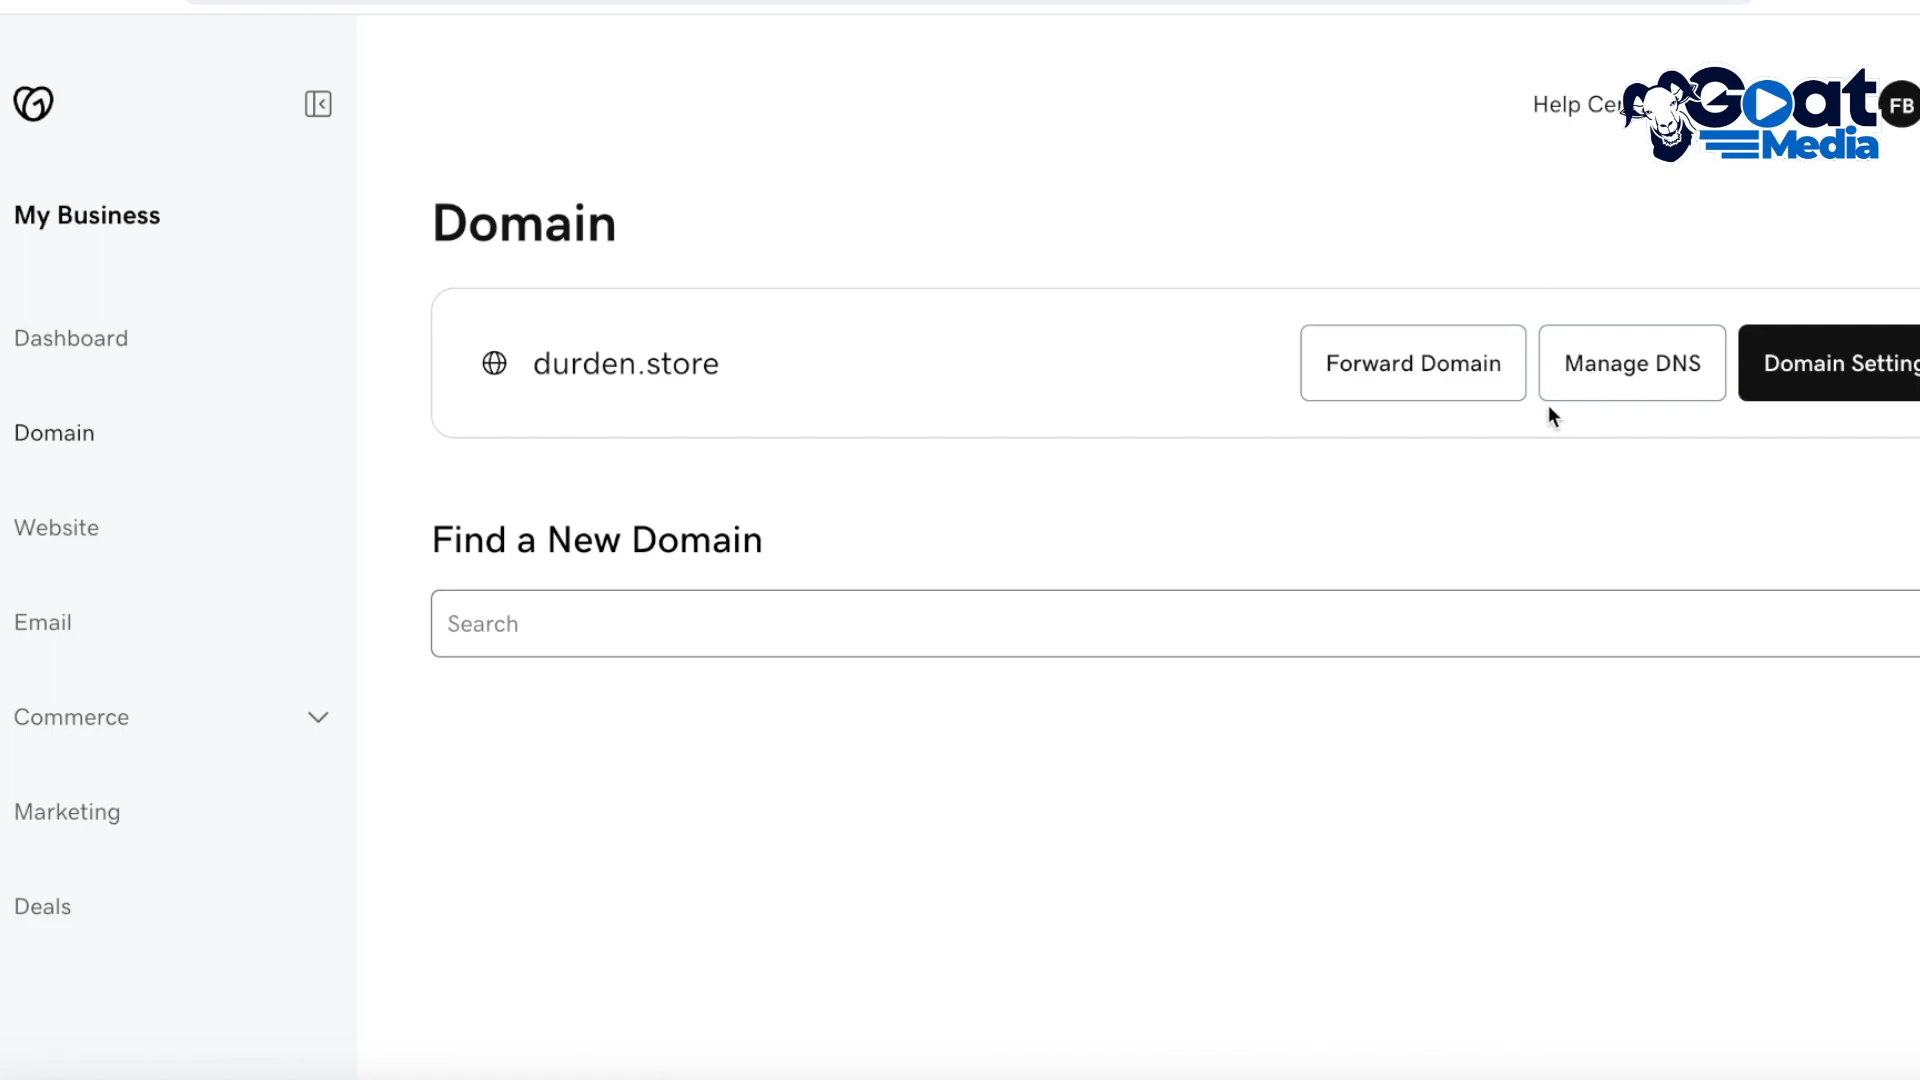 Help Ce
Goat
Media
FB
My Business
Domain
Dashboard
durden.store
Forward Domain
Manage DNS
Domain Setting
Domain
Website
Find a New Domain
Search
Email
Commerce
Marketing
Deals